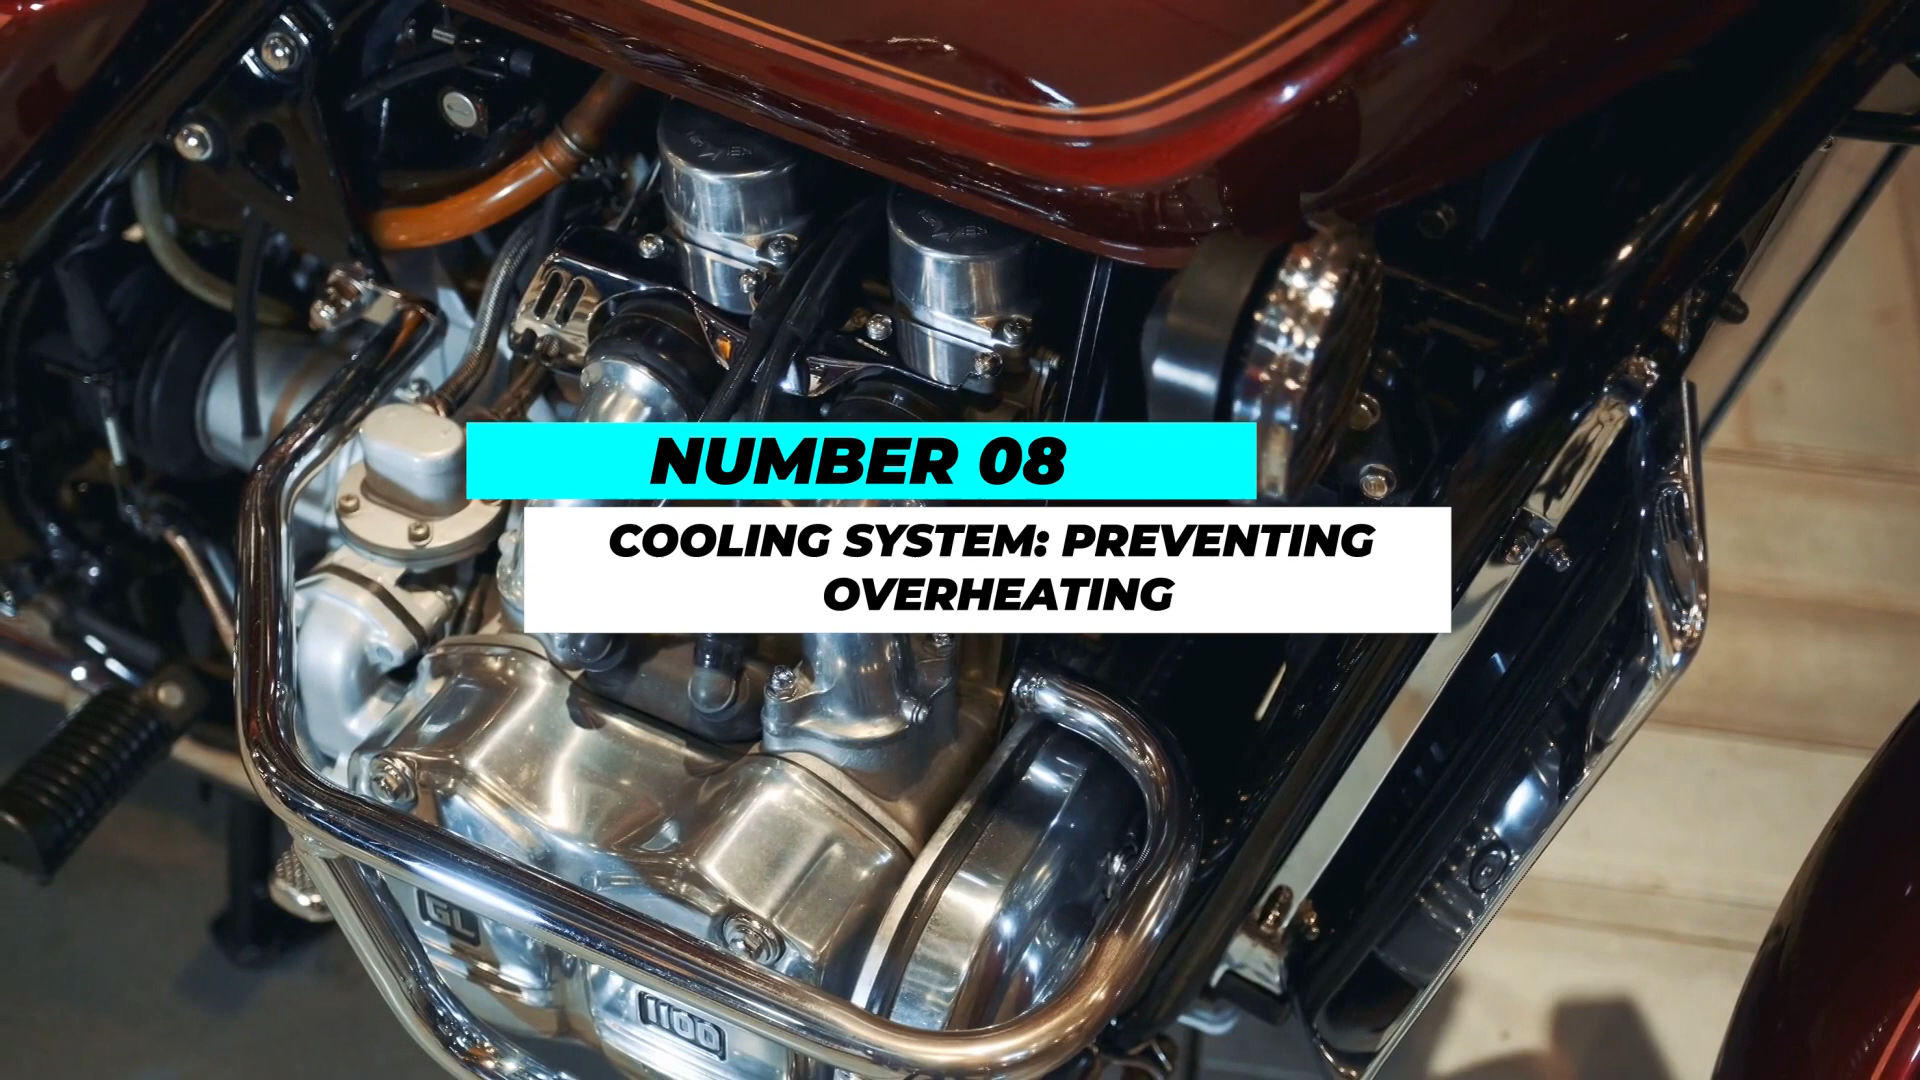 NUMBER 08
COOLING SYSTEM: PREVENTING
OVERHEATING
GL
1100